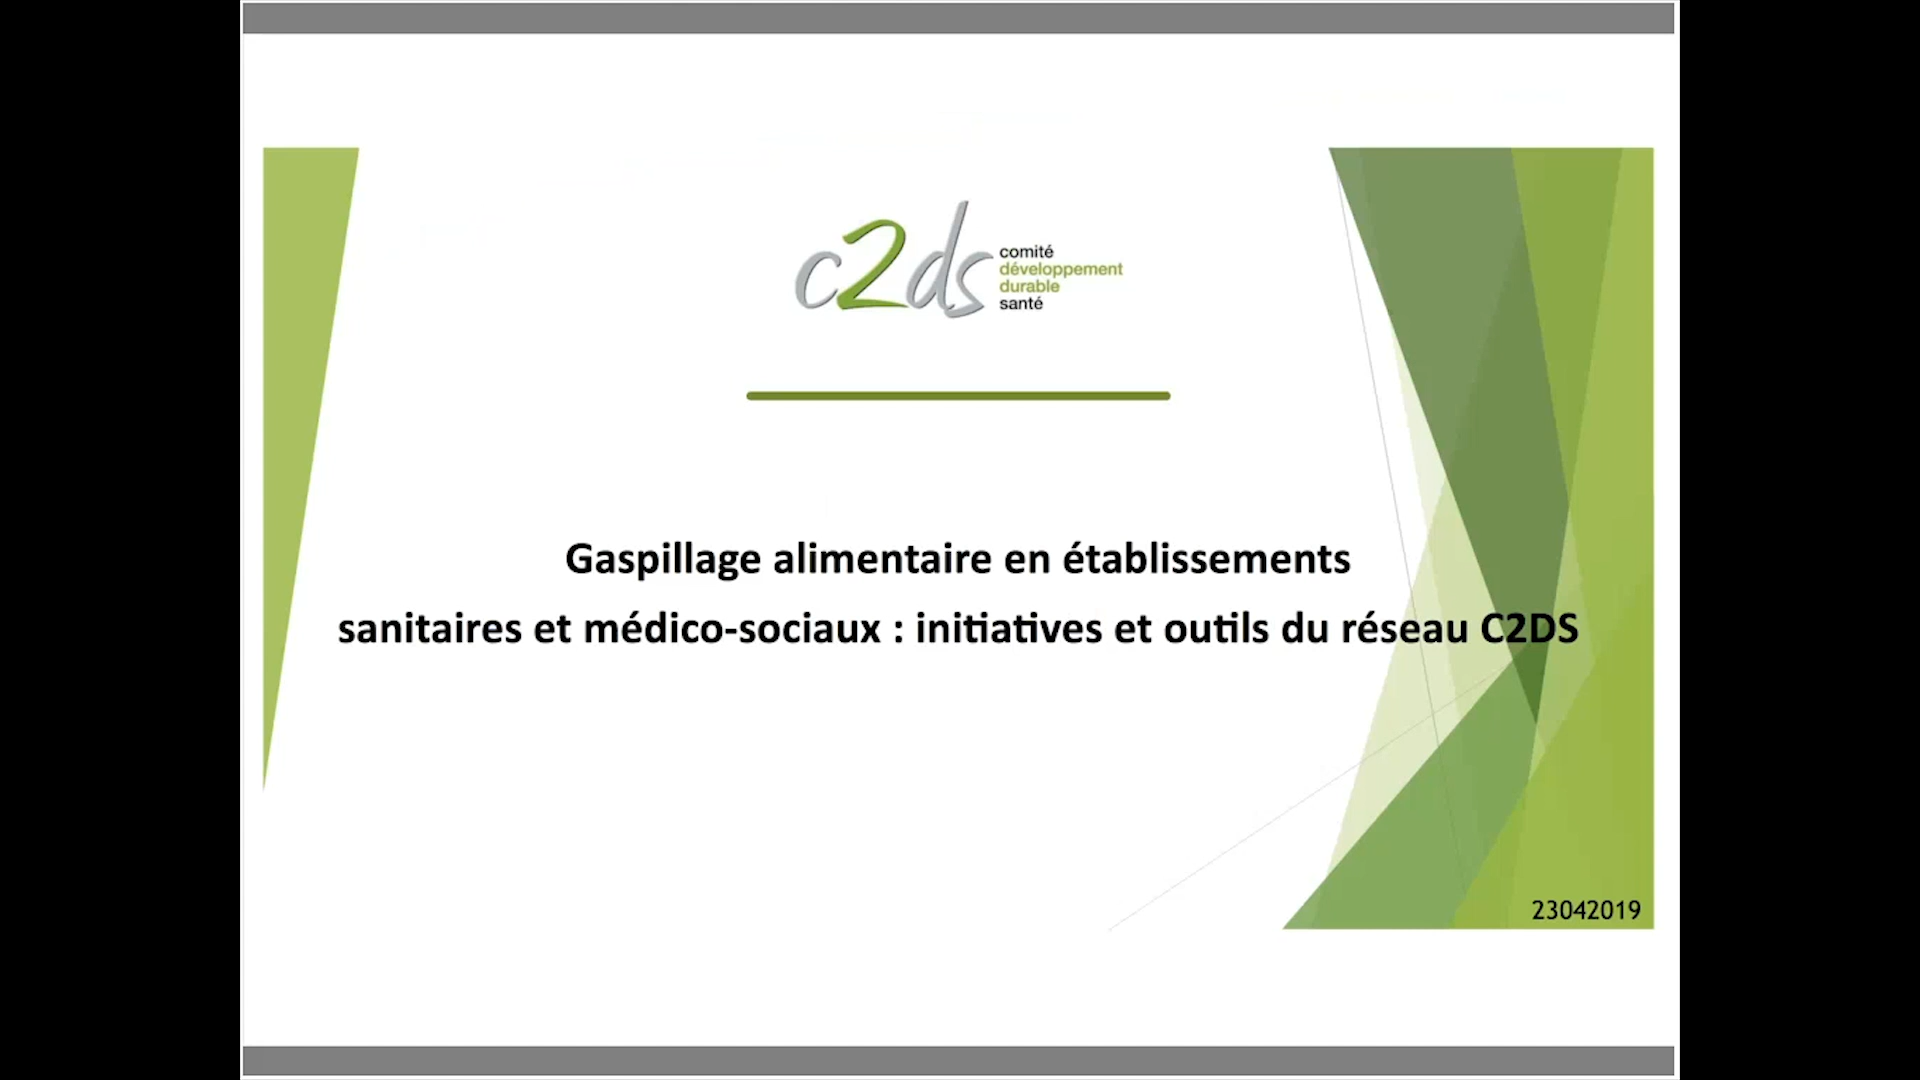 c2ds
comité
développement
durable
santé
Gaspillage alimentaire en établissements
sanitaires et médico-sociaux : initiatives et outils du réseau C2DS
23042019